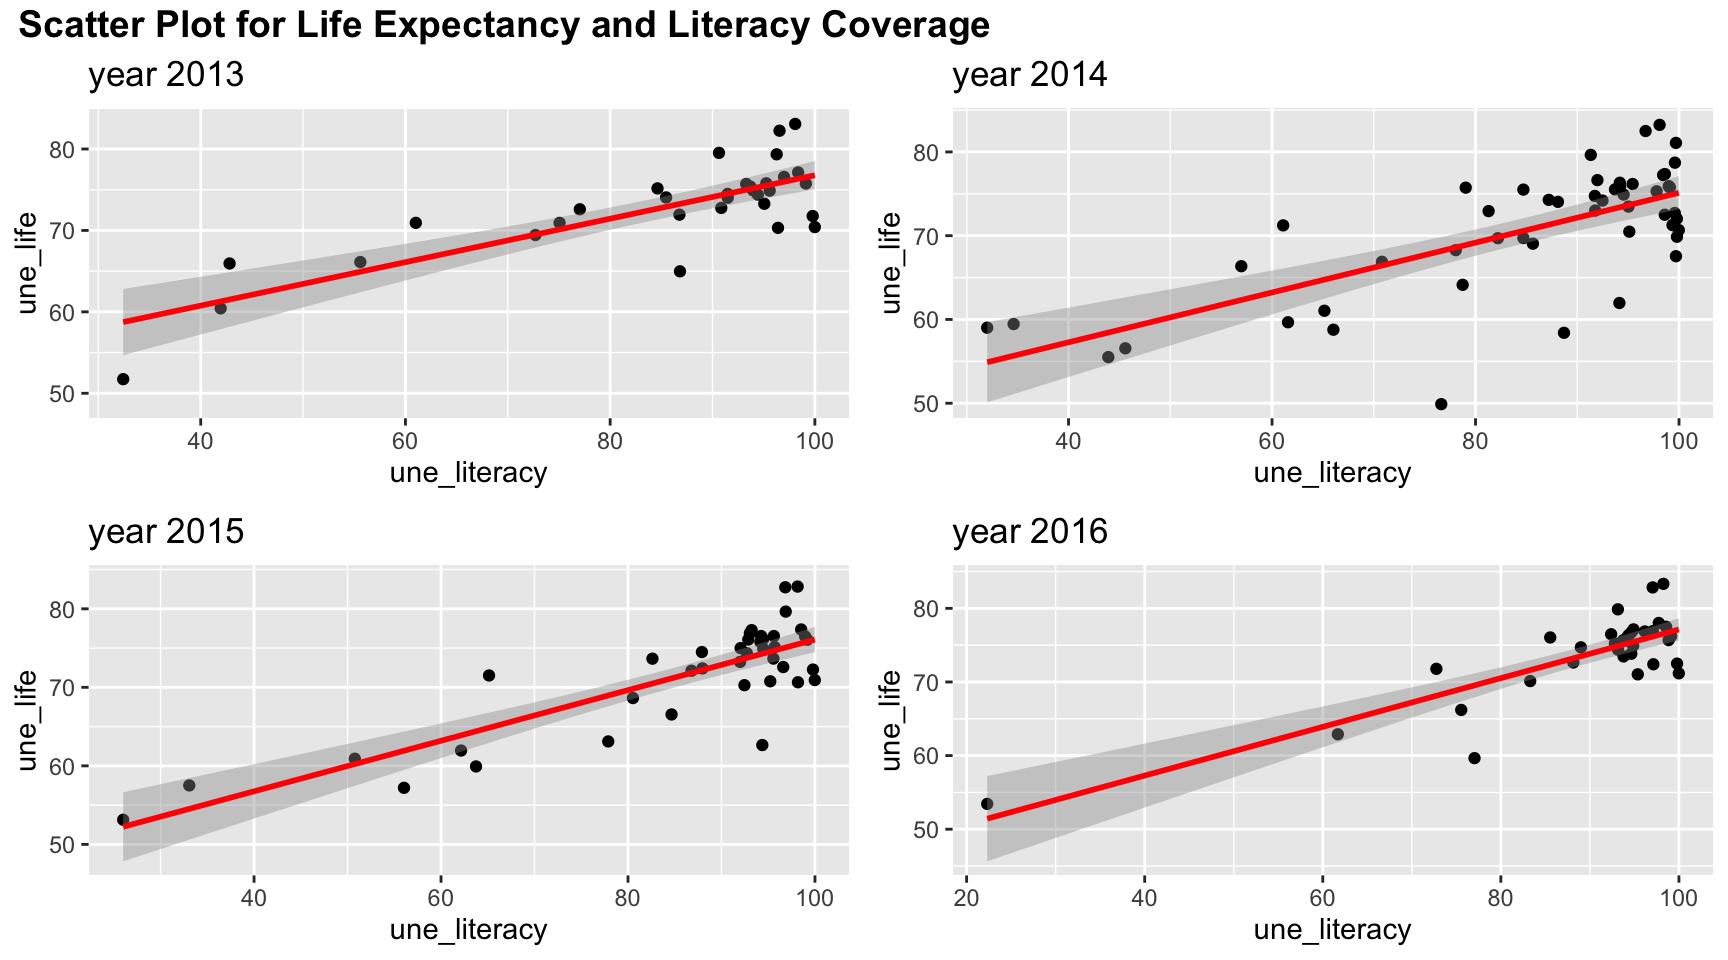 Scatter Plot for Life Expectancy and Literacy Coverage
year 2013
une_life
80
70
60
50
40 60 80 100
une_literacy
year 2014
une_life
80
70
60
50
40 60 80 100
une_literacy
year 2015
une_life
80
70
60
50
40 60 80 100
une_literacy
year 2016
une_life
80
70
60
50
20 40 60 80 100
une_literacy